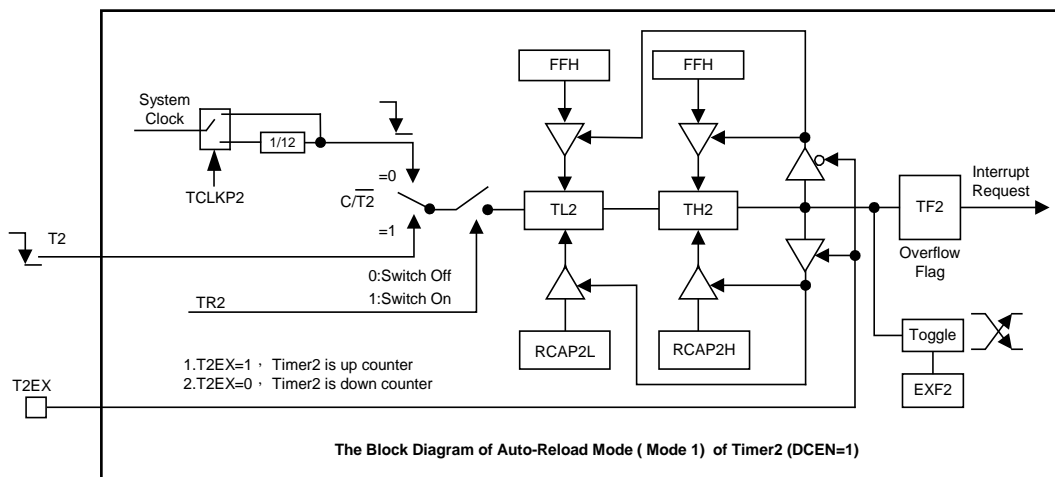 FFH
FFH
System
Clock
1/12
TCLKP2
=0
C/T2
=1
TL2
TH2
TF2
Interrupt
Request
T2
Overflow
Flag
0:Switch Off
1:Switch On
TR2
Toggle
RCAP2L
RCAP2H
EXF2
1.T2EX=1， Timer2 is up counter
2.T2EX=0， Timer2 is down counter
T2EX
The Block Diagram of Auto-Reload Mode ( Mode 1) of Timer2 (DCEN=1)